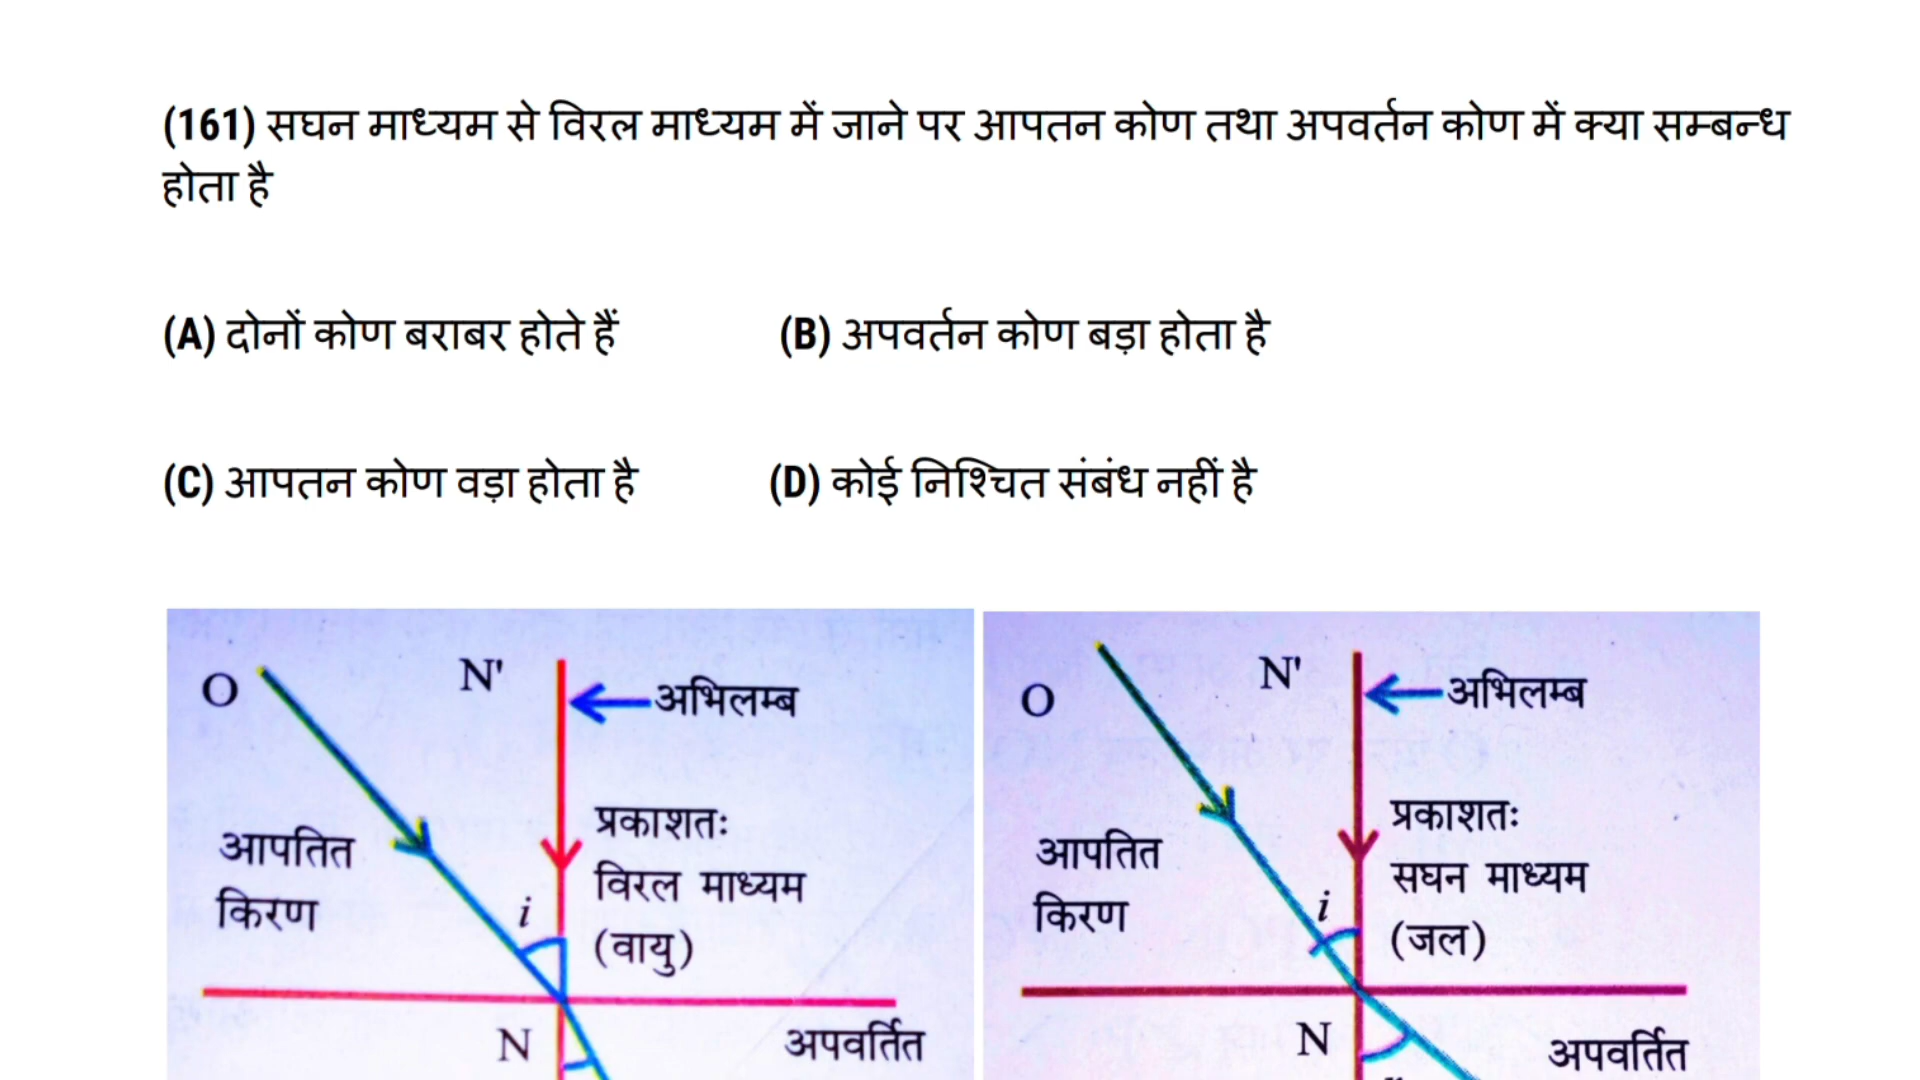 (161) सघन माध्यम से विरल माध्यम में जाने पर आपतन कोण तथा अपवर्तन कोण में क्या सम्बन्ध
होता है
(A) दोनों कोण बराबर होते हैं (B) अपवर्तन कोण बड़ा होता है
(C) आपतन कोण वड़ा होता है (D) कोई निश्चित संबंध नहीं है
O N' अभिलम्ब
आपतित
किरण
i
प्रकाशतः
विरल माध्यम
(वायु)
N अपवर्तित
O N' अभिलम्ब
आपतित
किरण
i
प्रकाशतः
सघन माध्यम
(जल)
N अपवर्तित